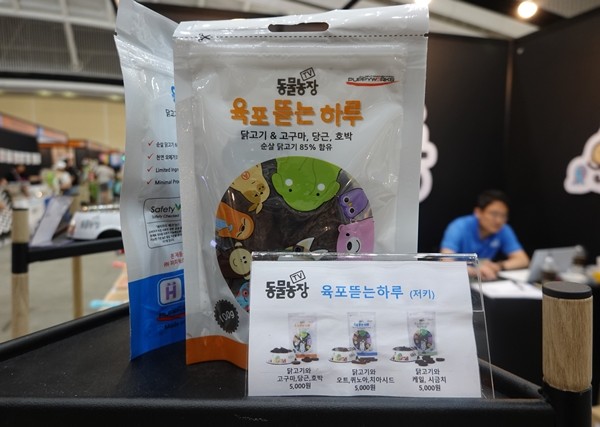 동물농장 TV
PUPPYWORKS
육포 뜯는 하루
닭고기 & 고구마, 당근, 호박
순살 닭고기 85% 함유
150g
Safety
동물농장 TV 육포뜯는하루 (져키)
닭고기와
고구마,당근,호박
5,000원
닭고기와
오트,퀴노아,치아시드
5,000원
닭고기와
케일, 시금치
5,000원